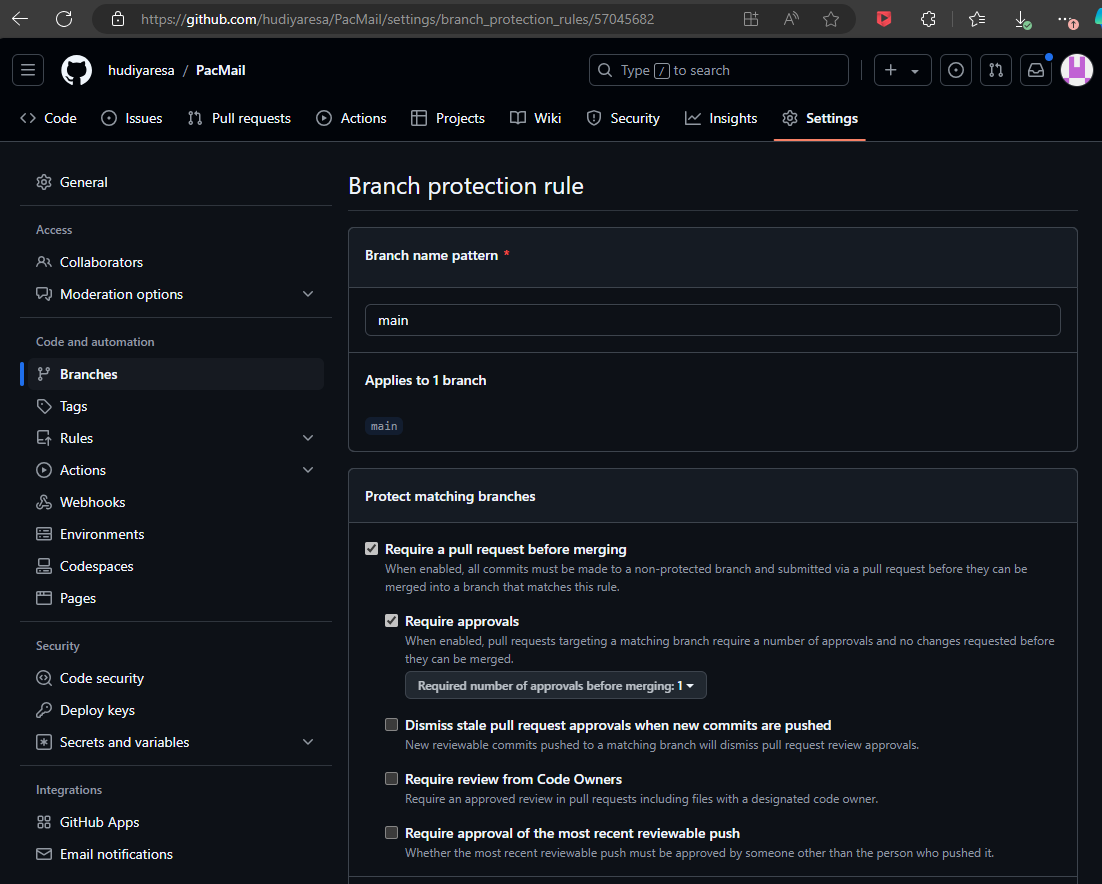 https://github.com/hudiyaresa/PacMail/settings/branch_protection_rules/57045682
hudiyaresa / PacMail
Type / to search
Code Issues Pull requests Actions Projects Wiki Security Insights Settings
General
Access
Collaborators
Moderation options
Code and automation
Branches
Tags
Rules
Actions
Webhooks
Environments
Codespaces
Pages
Security
Code security
Deploy keys
Secrets and variables
Integrations
GitHub Apps
Email notifications
Branch protection rule
Branch name pattern *
main
Applies to 1 branch
main
Protect matching branches
Require a pull request before merging
When enabled, all commits must be made to a non-protected branch and submitted via a pull request before they can be
merged into a branch that matches this rule.
Require approvals
When enabled, pull requests targeting a matching branch require a number of approvals and no changes requested before
they can be merged.
Required number of approvals before merging: 1
Dismiss stale pull request approvals when new commits are pushed
New reviewable commits pushed to a matching branch will dismiss pull request review approvals.
Require review from Code Owners
Require an approved review in pull requests including files with a designated code owner.
Require approval of the most recent reviewable push
Whether the most recent reviewable push must be approved by someone other than the person who pushed it.